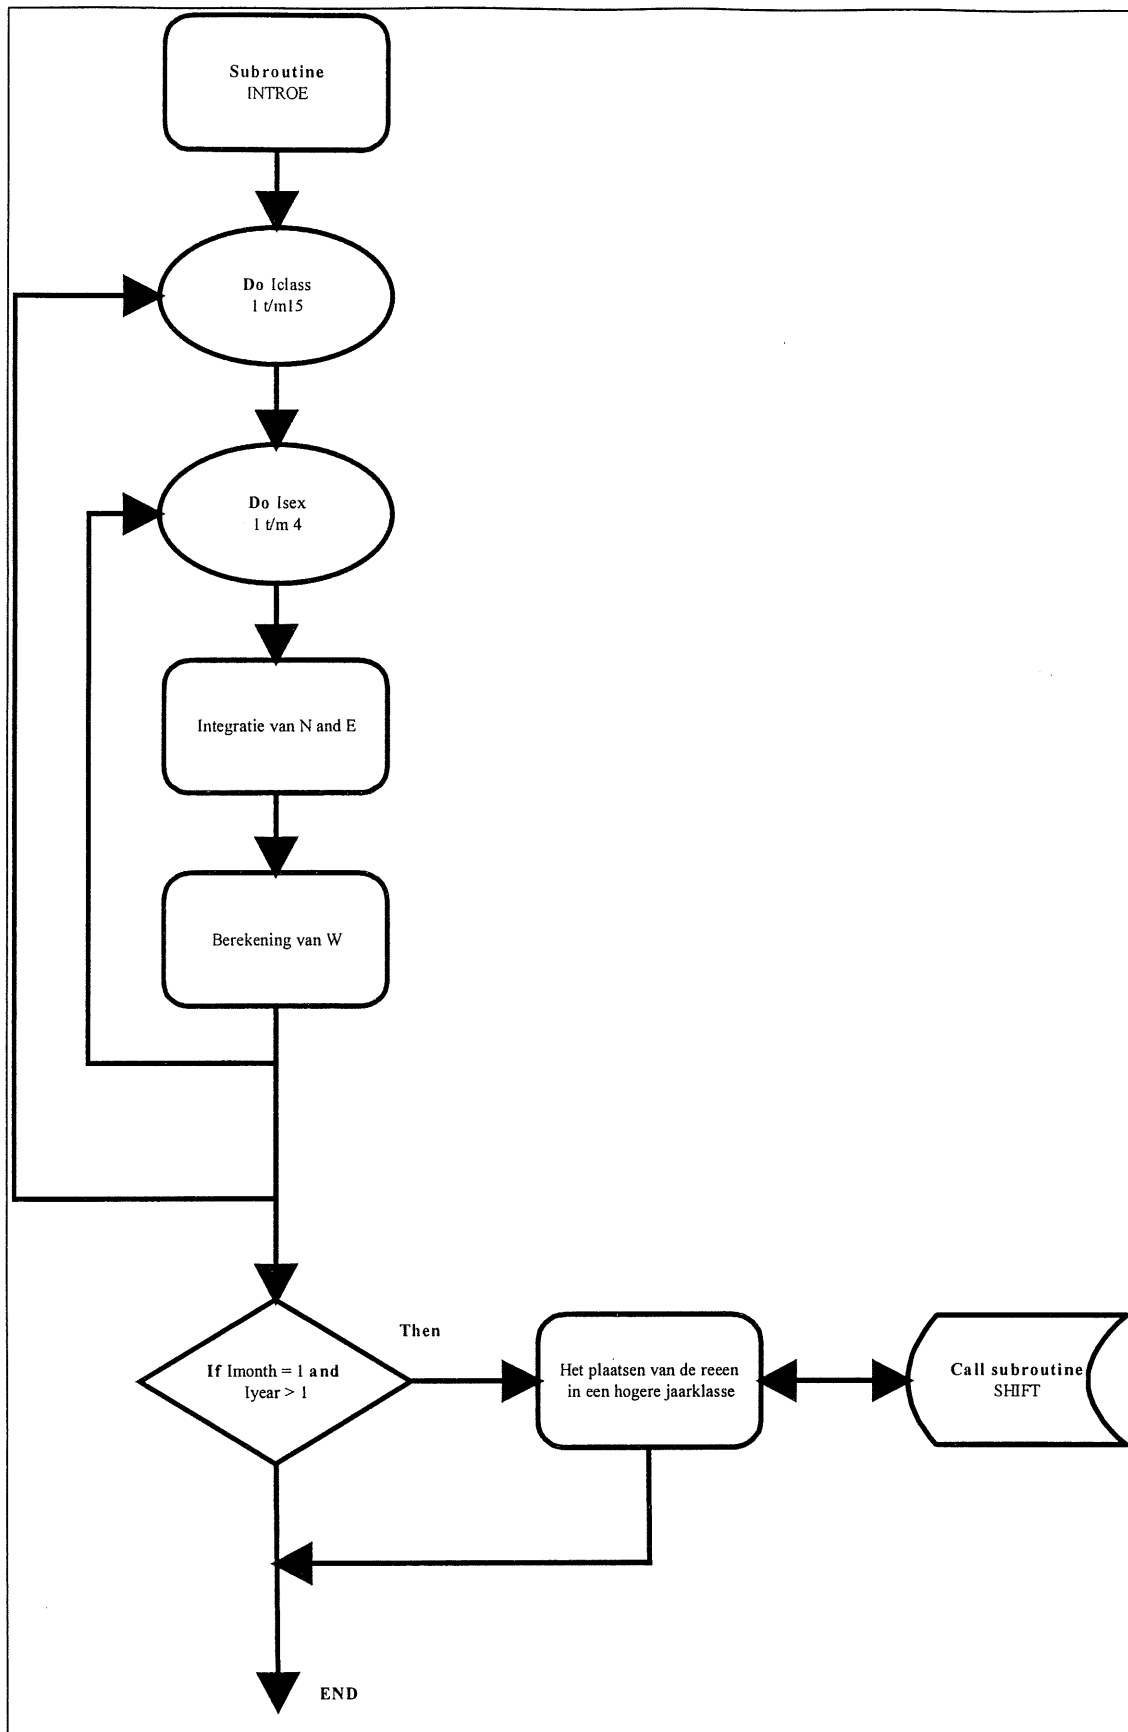 Subroutine
INTROE
Do Iclass
1 t/m15
Do Isex
1 t/m 4
Integratie van N and E
Berekening van W
If Imonth = 1 and
Iyear > 1
Then
Het plaatsen van de reeen
in een hogere jaarklasse
Call subroutine
SHIFT
END